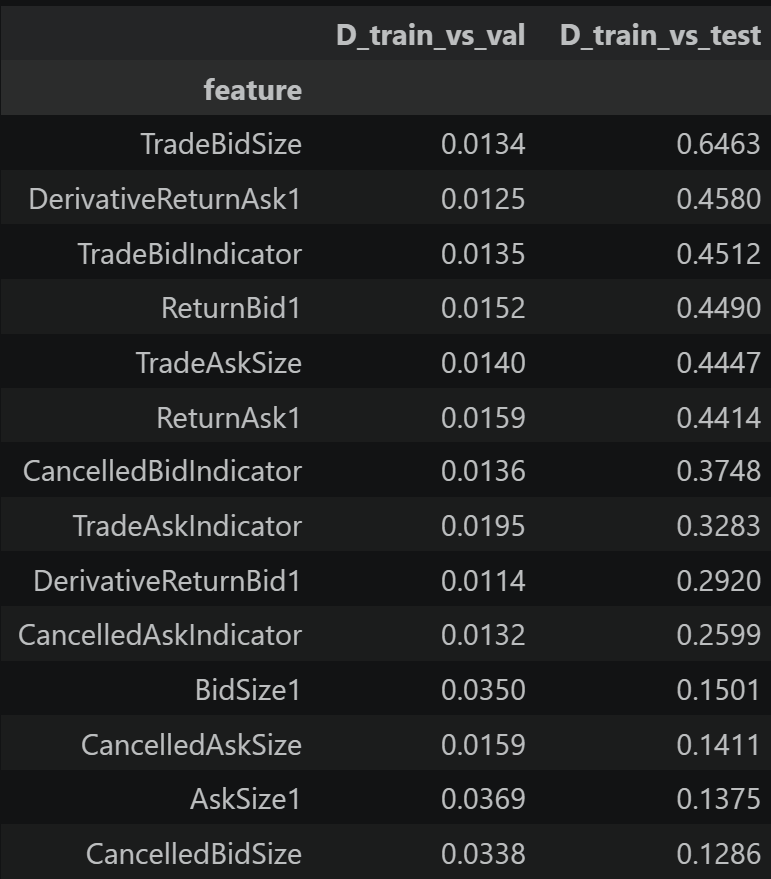 D_train_vs_val D_train_vs_test
feature
TradeBidSize 0.0134 0.6463
DerivativeReturnAsk1 0.0125 0.4580
TradeBidIndicator 0.0135 0.4512
ReturnBid1 0.0152 0.4490
TradeAskSize 0.0140 0.4447
ReturnAsk1 0.0159 0.4414
CancelledBidIndicator 0.0136 0.3748
TradeAskIndicator 0.0195 0.3283
DerivativeReturnBid1 0.0114 0.2920
CancelledAskIndicator 0.0132 0.2599
BidSize1 0.0350 0.1501
CancelledAskSize 0.0159 0.1411
AskSize1 0.0369 0.1375
CancelledBidSize 0.0338 0.1286